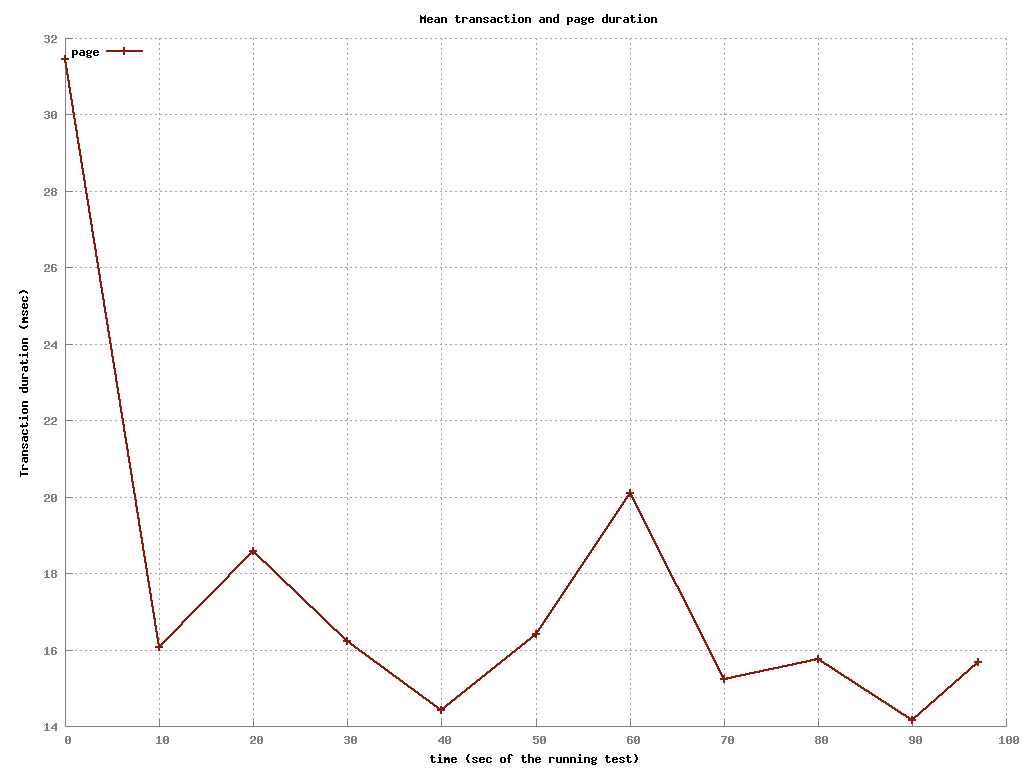 Mean transaction and page duration
page
32
30
28
26
24
22
20
18
16
14
Transaction duration (msec)
0 10 20 30 40 50 60 70 80 90 100
time (sec of the running test)